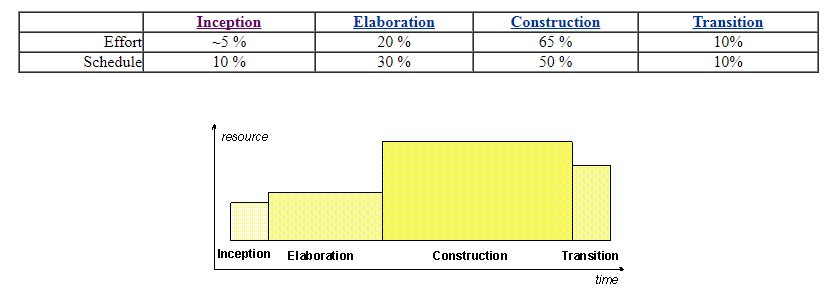 Inception Elaboration Construction Transition
Effort ~5 % 20 % 65 % 10%
Schedule 10 % 30 % 50 % 10%
resource
Inception Elaboration Construction Transition
time